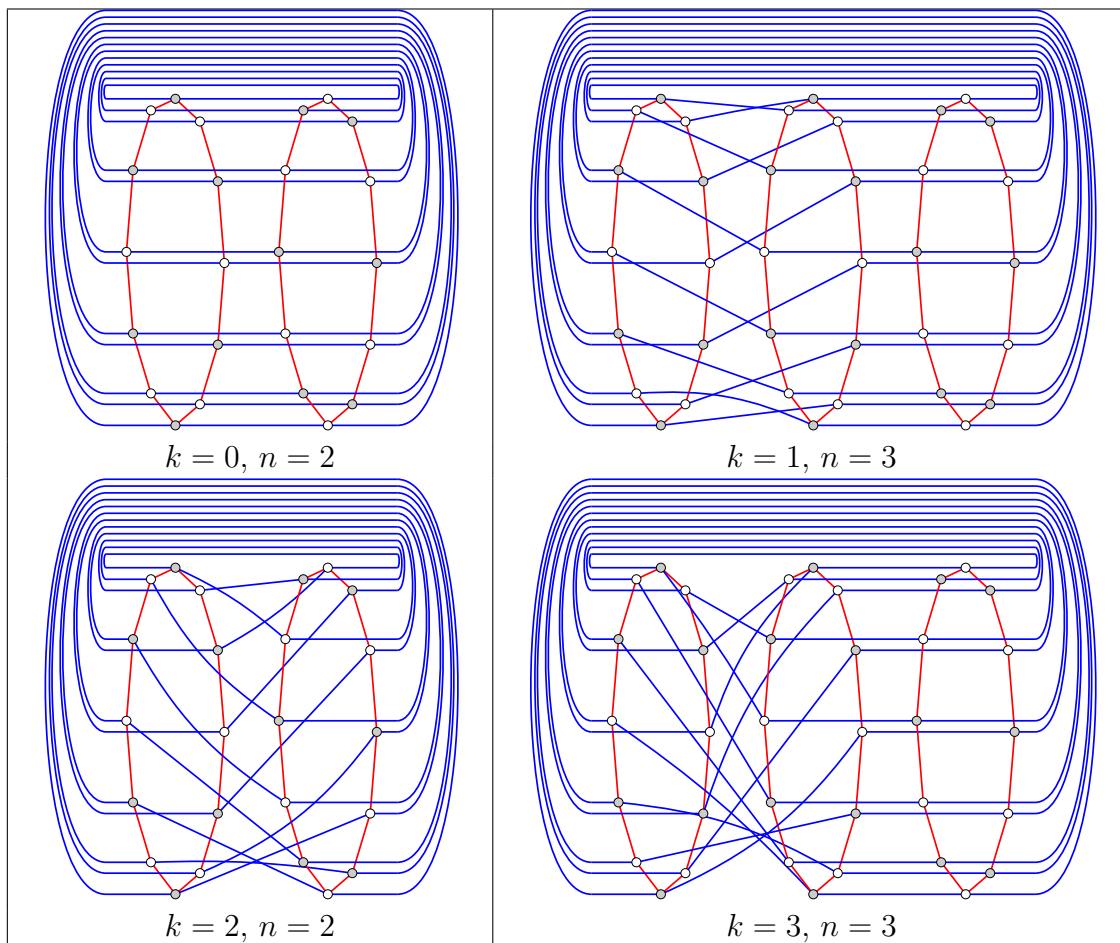 k = 0, n = 2
k = 1, n = 3
k = 2, n = 2
k = 3, n = 3